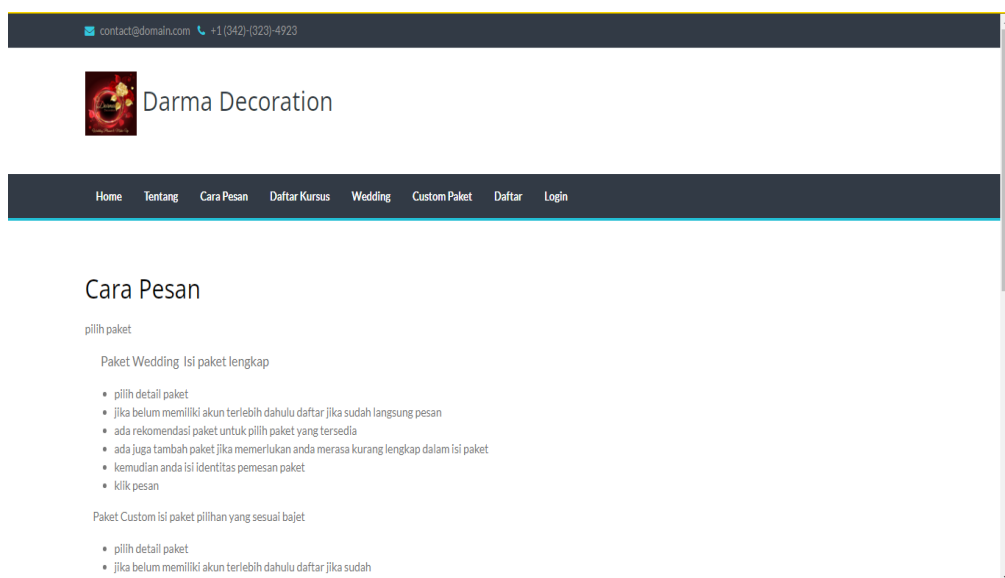 contact@domain.com +1 (342)-(323)-4923
Darma Decoration
Home Tentang Cara Pesan Daftar Kursus Wedding Custom Paket Daftar Login
Cara Pesan
pilih paket
Paket Wedding Isi paket lengkap
pilih detail paket
jika belum memiliki akun terlebih dahulu daftar jika sudah langsung pesan
ada rekomendasi paket untuk pilih paket yang tersedia
ada juga tambah paket jika memerlukan anda merasa kurang lengkap dalam isi paket
kemudian anda isi identitas pemesan paket
klik pesan
Paket Custom isi paket pilihan yang sesuai bajet
pilih detail paket
jika belum memiliki akun terlebih dahulu daftar jika sudah